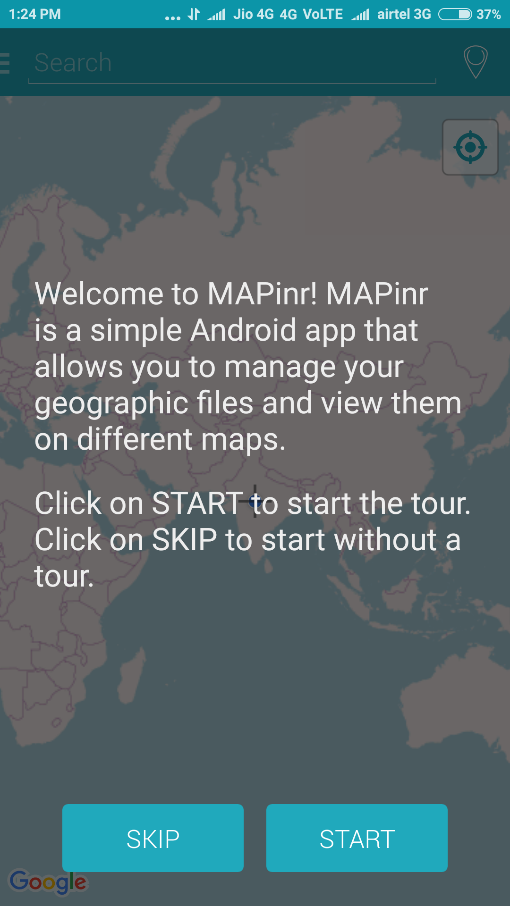 1:24 PM ... Jio 4G 4G VoLTE airtel 3G 37%
Search
Welcome to MAPinr! MAPinr
is a simple Android app that
allows you to manage your
geographic files and view them
on different maps.
Click on START to start the tour.
Click on SKIP to start without a
tour.
SKIP START
Google